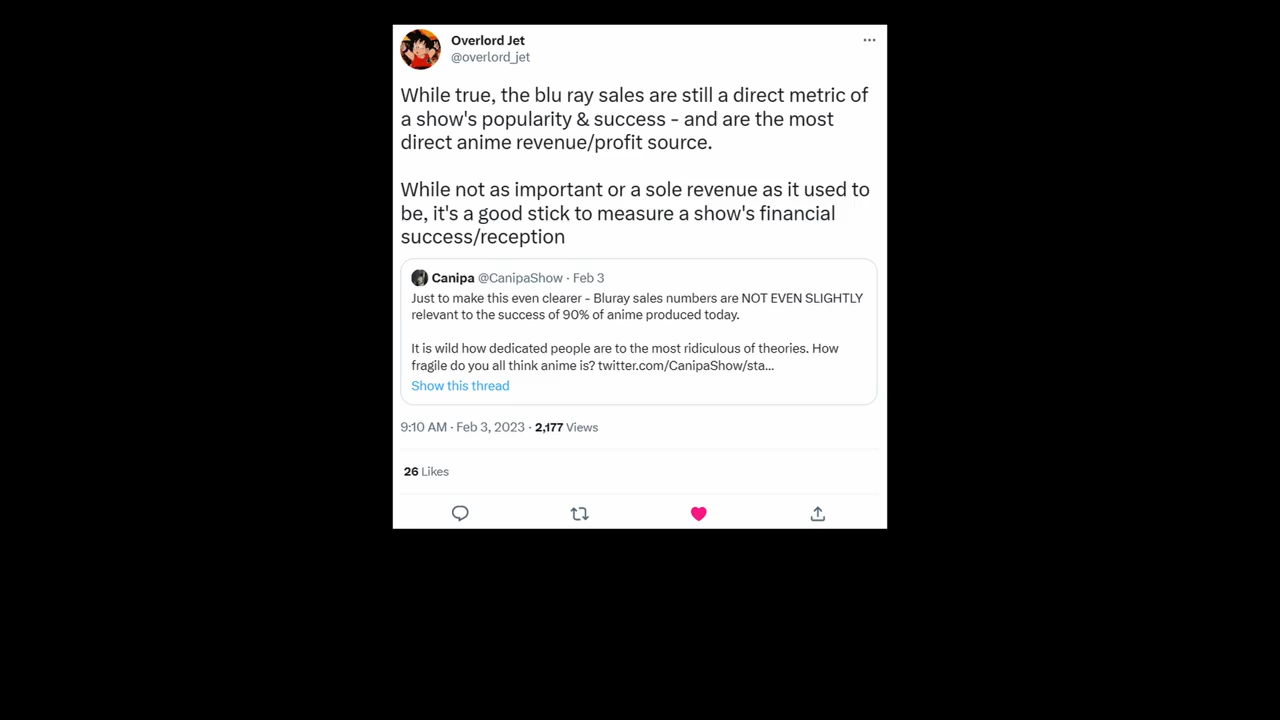 Overlord Jet
@overlord_jet
While true, the blu ray sales are still a direct metric of
a show's popularity & success - and are the most
direct anime revenue/profit source.
While not as important or a sole revenue as it used to
be, it's a good stick to measure a show's financial
success/reception
Canipa @CanipaShow · Feb 3
Just to make this even clearer - Bluray sales numbers are NOT EVEN SLIGHTLY
relevant to the success of 90% of anime produced today.
It is wild how dedicated people are to the most ridiculous of theories. How
fragile do you all think anime is? twitter.com/CanipaShow/sta...
Show this thread
9:10 AM · Feb 3, 2023 · 2,177 Views
26 Likes